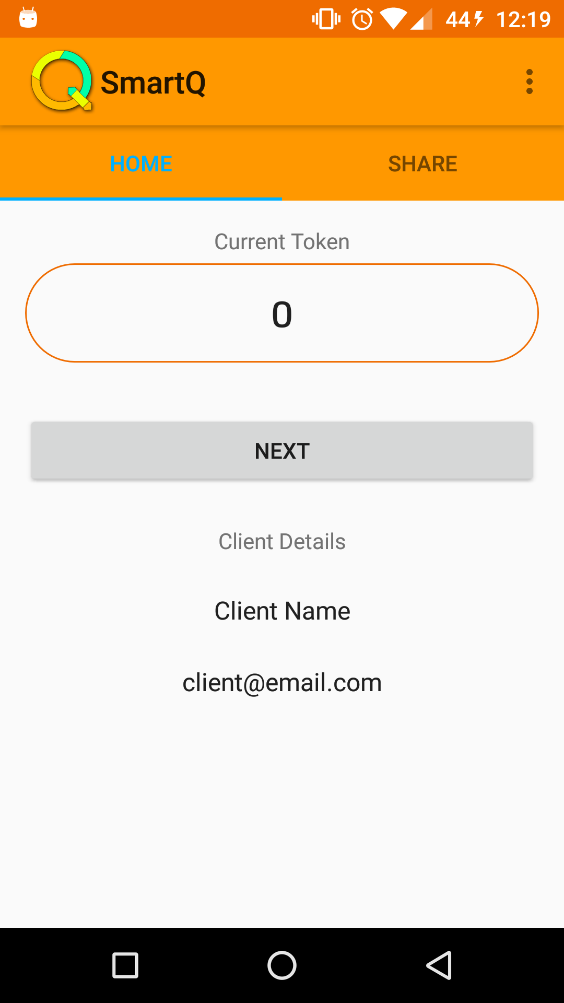 44 12:19
SmartQ
HOME SHARE
Current Token
0
NEXT
Client Details
Client Name
client@email.com